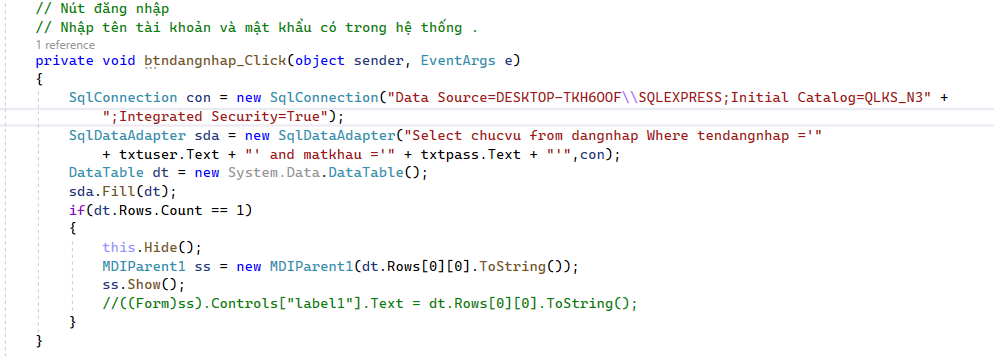 // Nút đăng nhập
// Nhập tên tài khoản và mật khẩu có trong hệ thống .
1 reference
private void btndangnhap_Click(object sender, EventArgs e)
{
SqlConnection con = new SqlConnection("Data Source=DESKTOP-TKH6OOF\\SQLEXPRESS;Initial Catalog=QLKS_N3" +
";Integrated Security=True");
SqlDataAdapter sda = new SqlDataAdapter("Select chucvu from dangnhap Where tendangnhap ='"
+ txtuser.Text + "' and matkhau ='" + txtpass.Text + "'",con);
DataTable dt = new System.Data.DataTable();
sda.Fill(dt);
if(dt.Rows.Count == 1)
{
this.Hide();
MDIParent1 ss = new MDIParent1(dt.Rows[0][0].ToString());
ss.Show();
//((Form)ss).Controls["label1"].Text = dt.Rows[0][0].ToString();
}
}